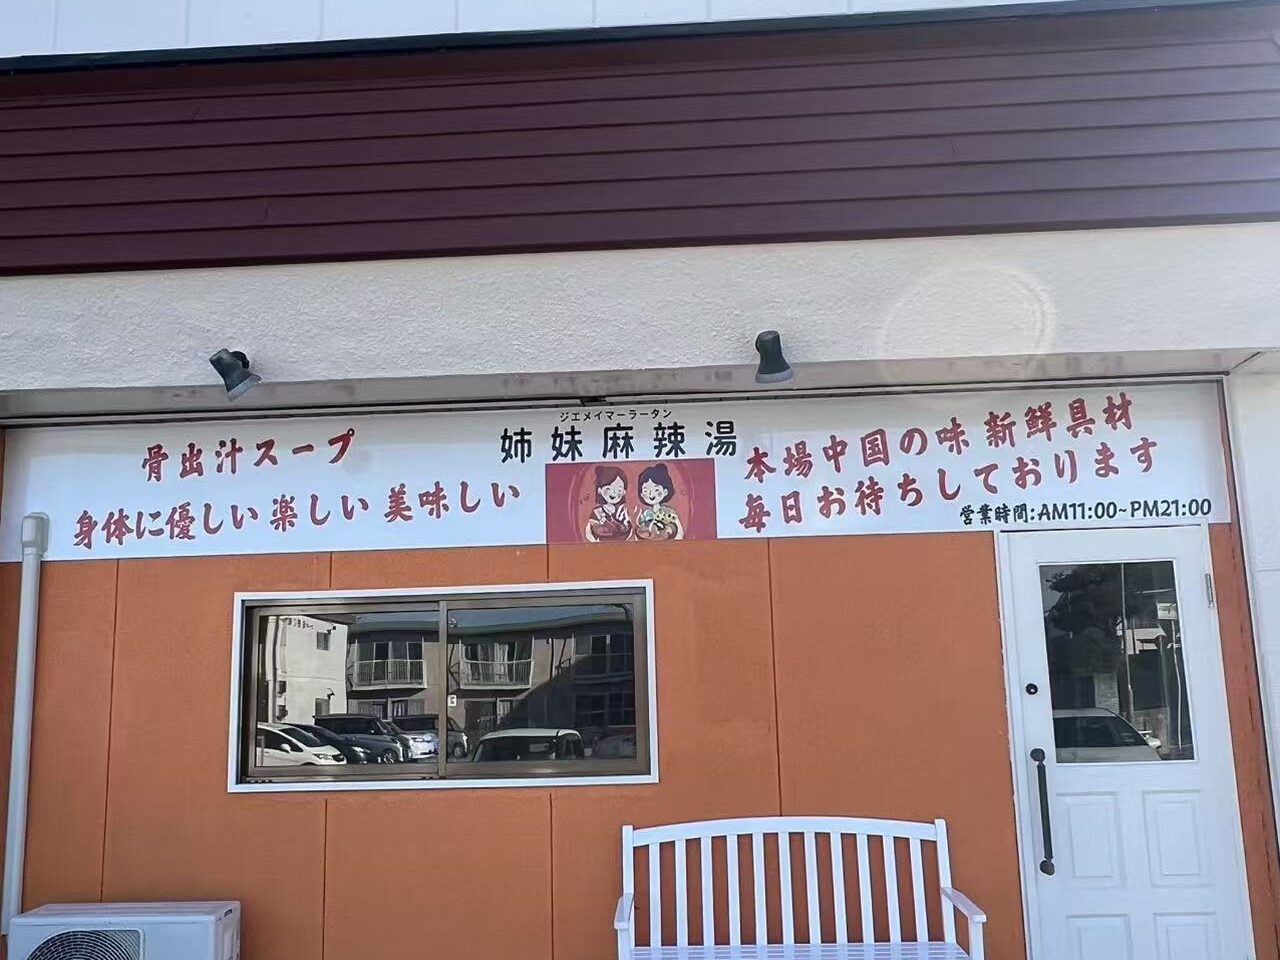 骨出汁スープ
身体に優しい 楽しい 美味しい
ジエメイマーラータン
姉妹麻辣湯
本場中国の味 新鮮具材
毎日お待ちしております
営業時間:AM11:00~PM21:00